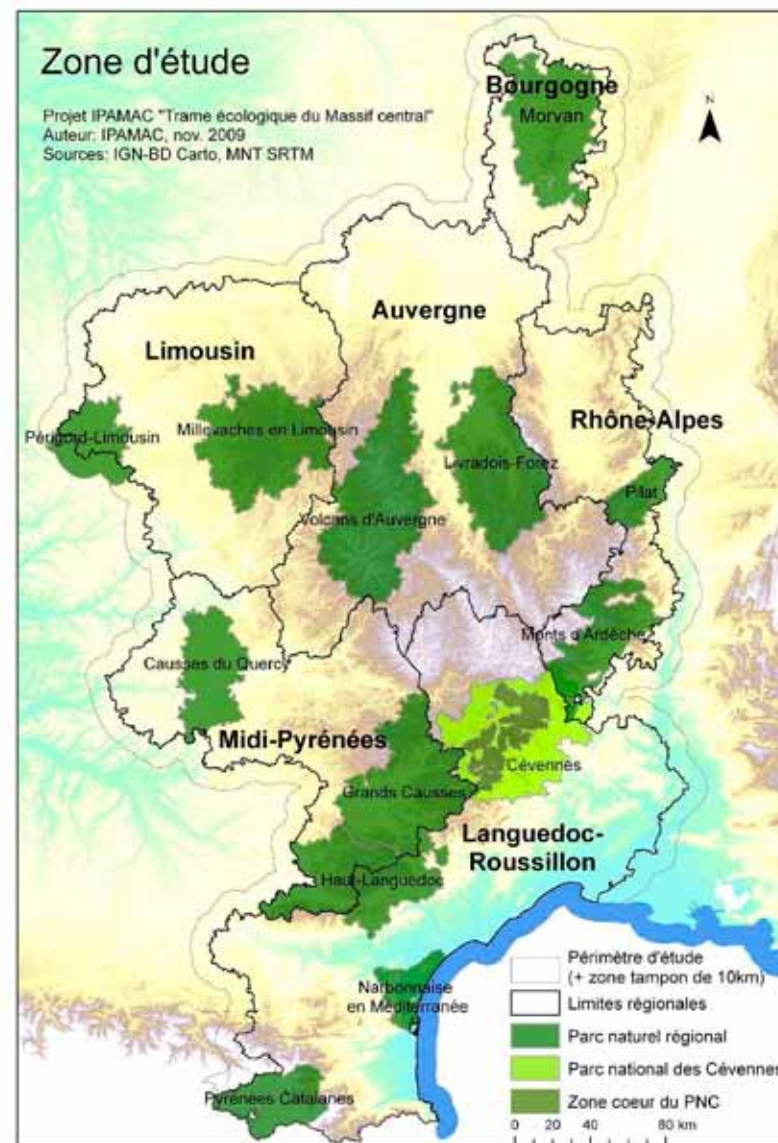 Zone d'étude
Projet IPAMAC "Trame écologique du Massif central"
Auteur: IPAMAC, nov. 2009
Sources: IGN-BD Carto, MNT SRTM
Bourgogne
Morvan
N
Auvergne
Limousin
Rhône-Alpes
Périgord-Limousin
Millevaches en Limousin
Livradois-Forez
Pilat
Volcans d'Auvergne
Monts d'Ardèche
Causses du Quercy
Midi-Pyrénées
Cévennes
Grands Causses
Languedoc-
Roussillon
Haut-Languedoc
Narbonnaise
en Méditerranée
Pyrénées Catalanes
Périmètre d'étude
(+ zone tampon de 10km)
Limites régionales
Parc naturel régional
Parc national des Cévennes
Zone coeur du PNC
0 20 40 80 km